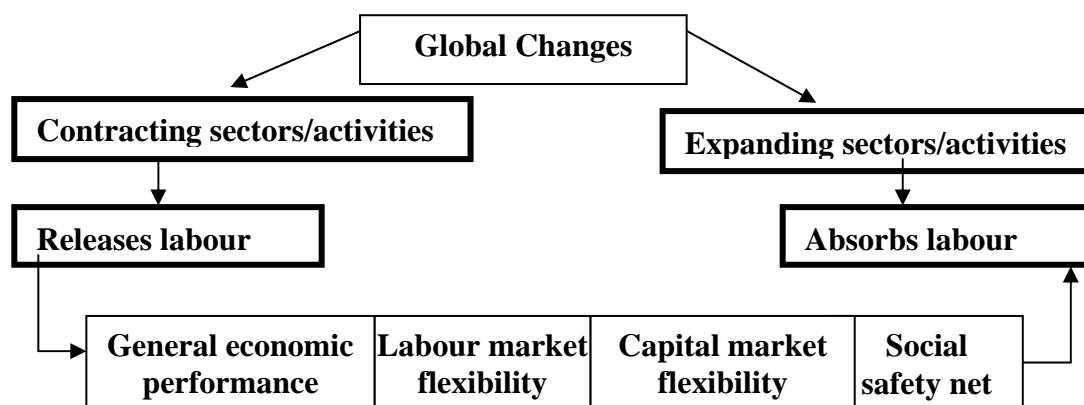 Global Changes
Contracting sectors/activities
Expanding sectors/activities
Releases labour
Absorbs labour
General economic
performance
Labour market
flexibility
Capital market
flexibility
Social
safety net